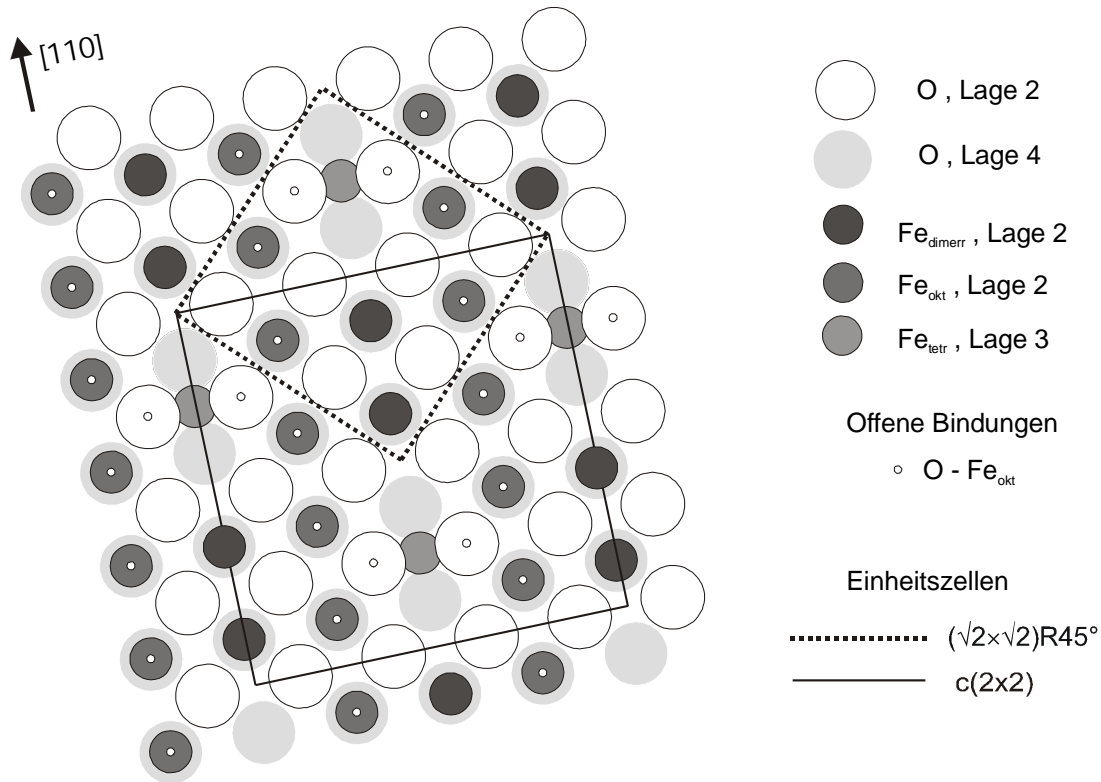 [110]
O , Lage 2
O , Lage 4
Fe_dimerr , Lage 2
Fe_okt , Lage 2
Fe_tetr , Lage 3
Offene Bindungen
O - Fe_okt
Einheitszellen
(√2×√2)R45°
c(2x2)